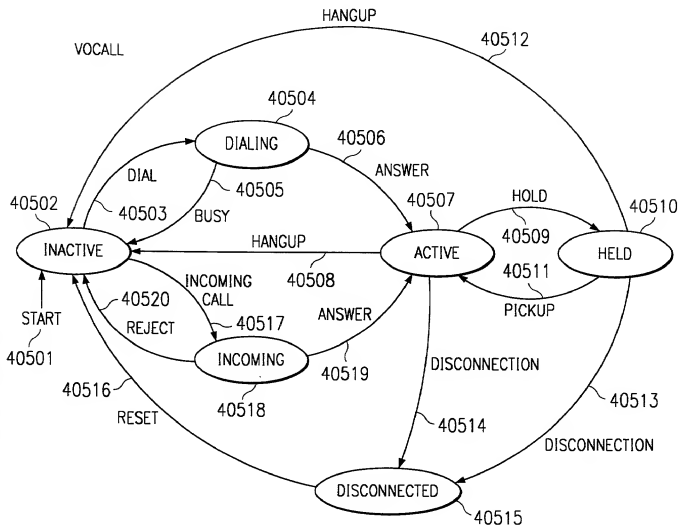 HANGUP
40512
VOCALL
40504
DIALING
40506
ANSWER
DIAL
40505
40507
HOLD
40510
40502
40503
BUSY
40509
INACTIVE
HANGUP
40508
ACTIVE
40511
HELD
INCOMING
CALL
PICKUP
START
40520
40517
ANSWER
40501
REJECT
INCOMING
40519
40516
40518
DISCONNECTION
RESET
40514
40513
DISCONNECTION
DISCONNECTED
40515